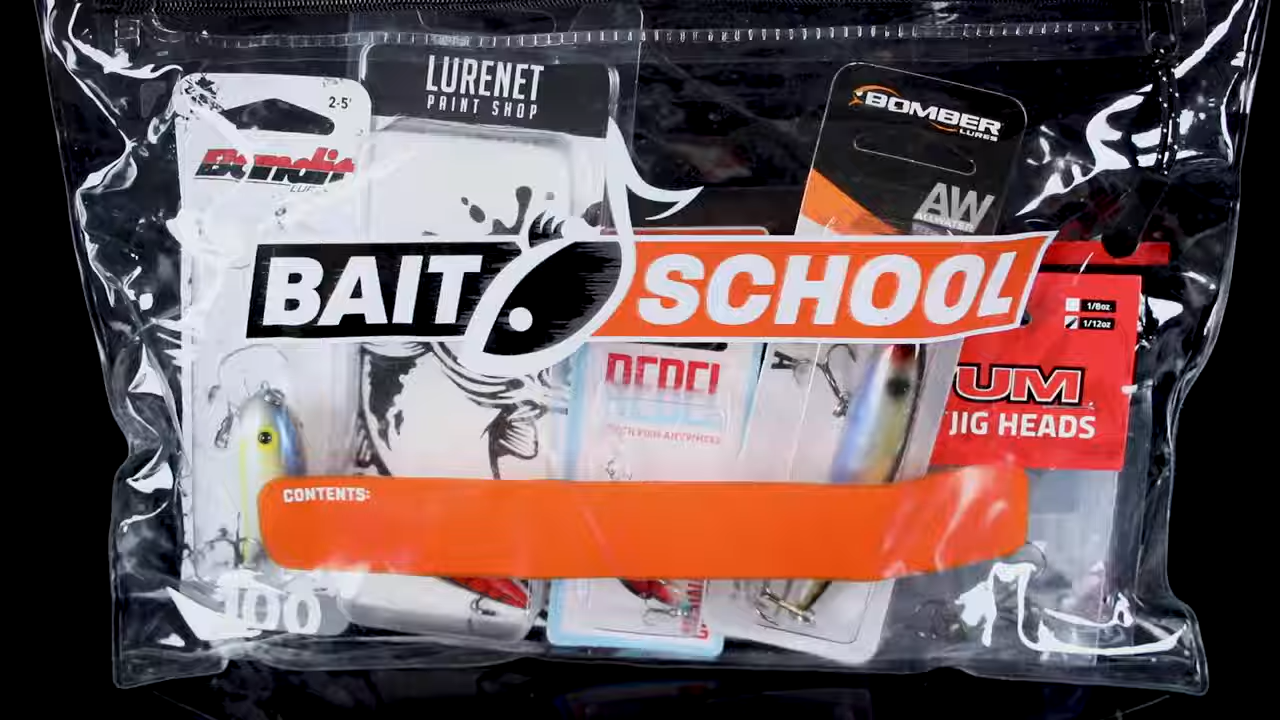 2-5'
Bandit
LURENET
PAINT SHOP
BOMBER
LURES
AW
BAIT SCHOOL
1/8oz
1/12oz
REBEL
UM
JIG HEADS
CONTENTS:
100